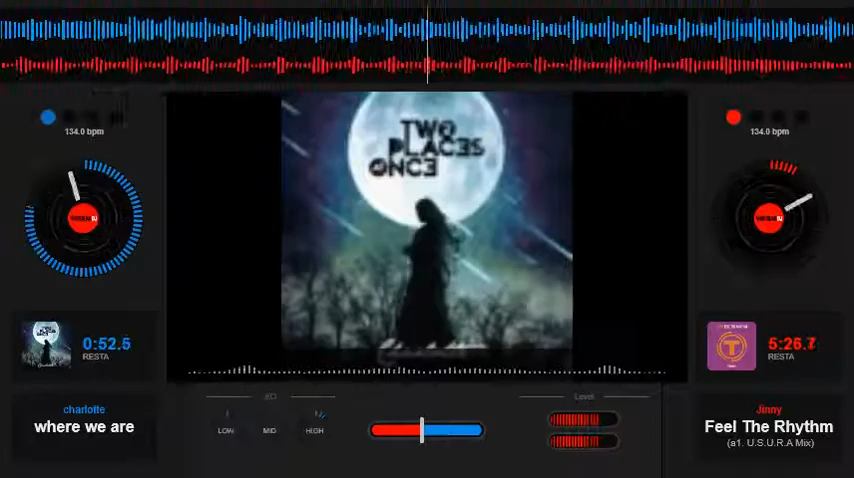 134.0 bpm
134.0 bpm
TWO
PLACES
ONCE
0:52.5
RESTA
5:26.7
RESTA
charlotte
where we are
EQ
LOW
MID
HIGH
Level
Jinny
Feel The Rhythm
(a1. U.S.U.R.A Mix)